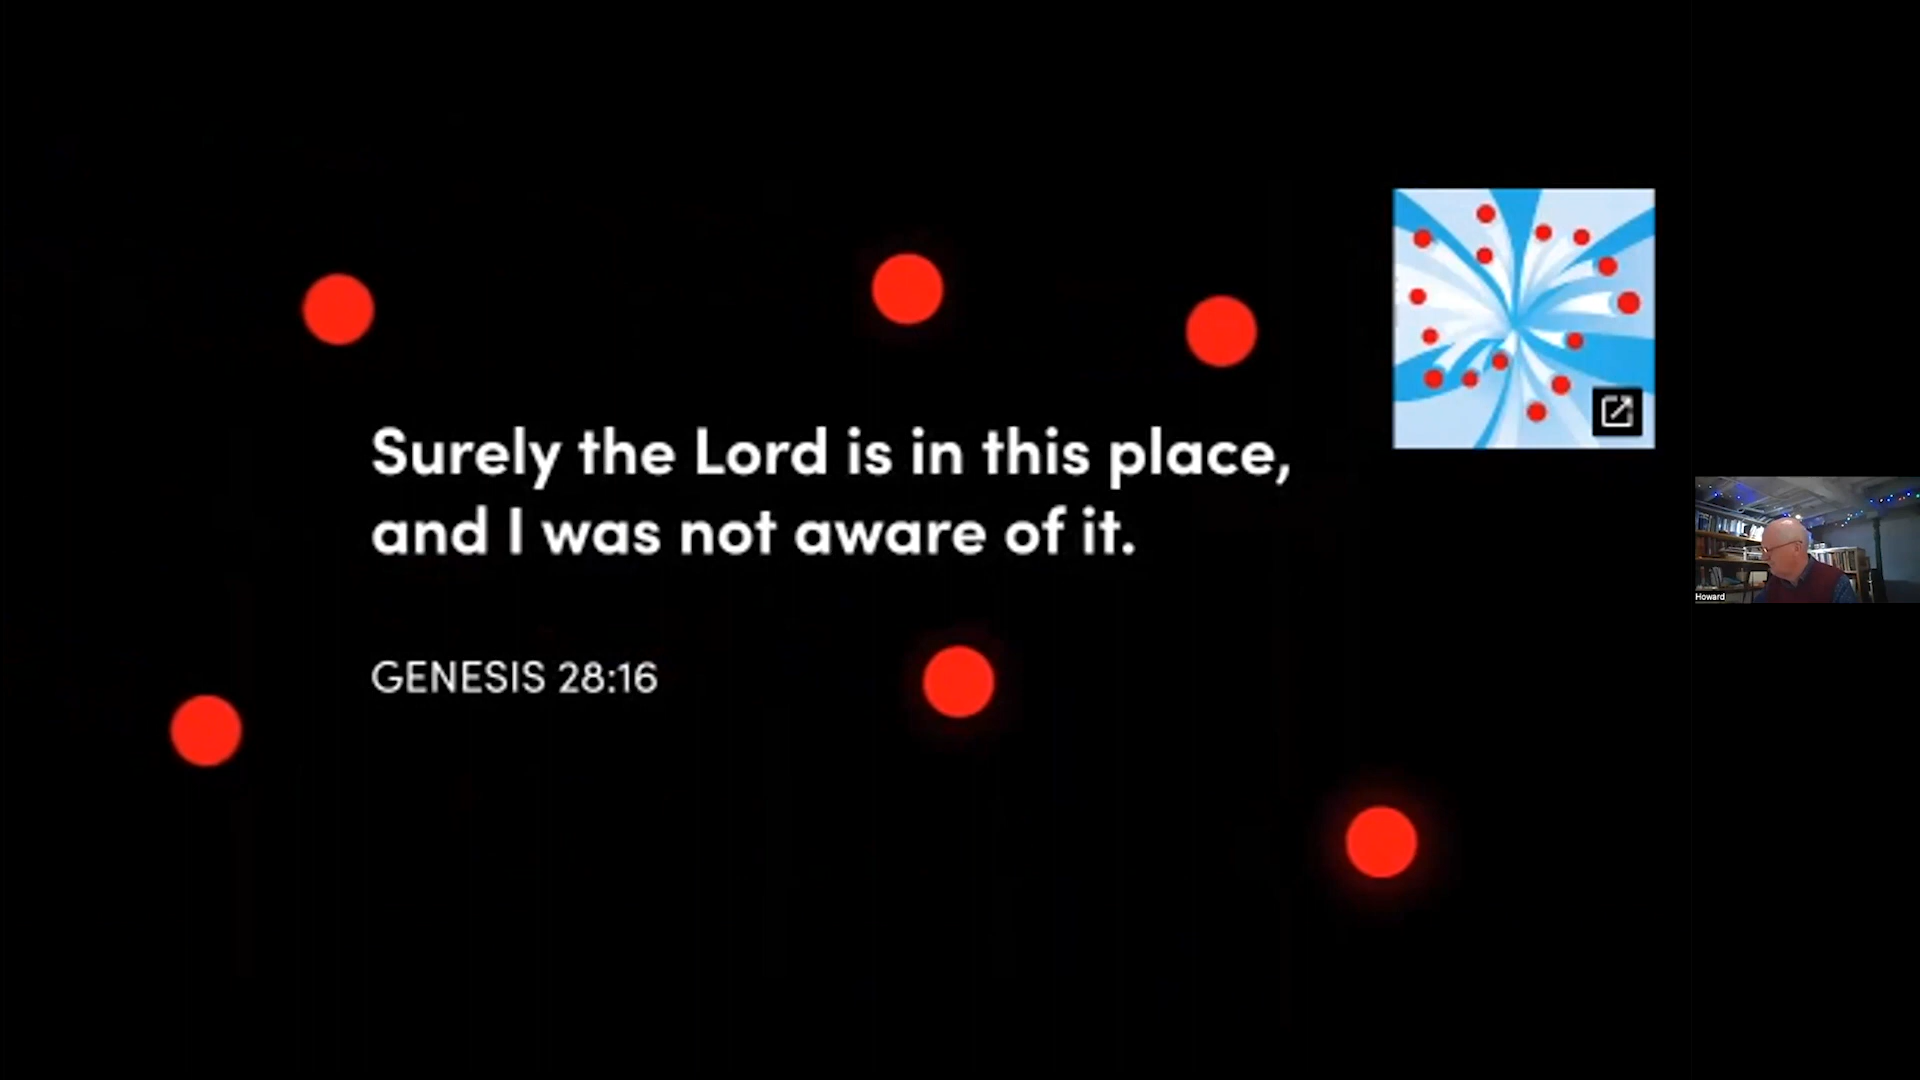 Surely the Lord is in this place,
and I was not aware of it.
GENESIS 28:16
Howard